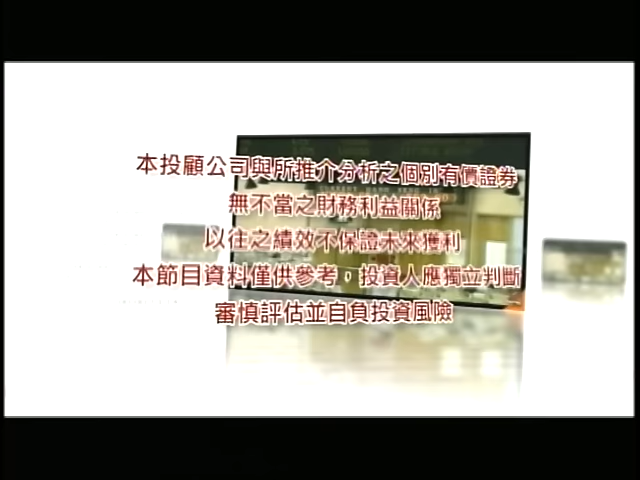 本投顧公司與所推介分析之個別有價證券
無不當之財務利益關係
以往之績效不保證未來獲利
本節目資料僅供參考，投資人應獨立判斷
審慎評估並自負投資風險